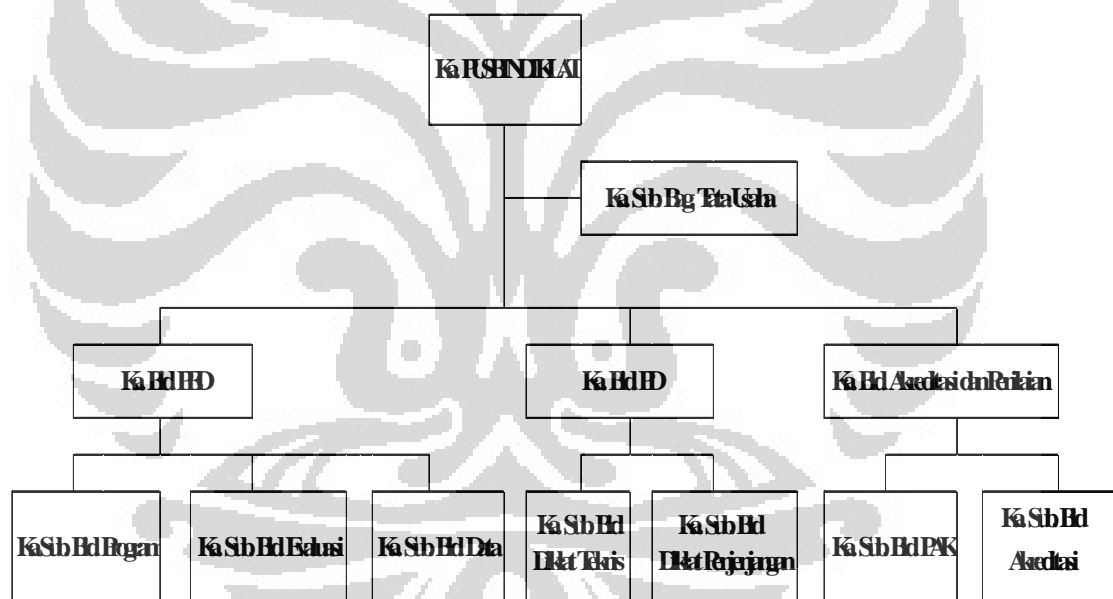 Ka. PUSBINDIKLAT
Ka. Sub. Bag. Tata Usaha
Ka. Bid.
Ka. Bid.
Ka. Bid. Akreditasi dan Penilaian
Ka. Sub. Bid. Program
Ka. Sub. Bid. Evaluasi
Ka. Sub. Bid. Data
Ka. Sub. Bid
Diklat Teknis
Ka. Sub. Bid
Diklat Penjenjangan
Ka. Sub. Bid. PAK
Ka. Sub. Bid
Akreditasi